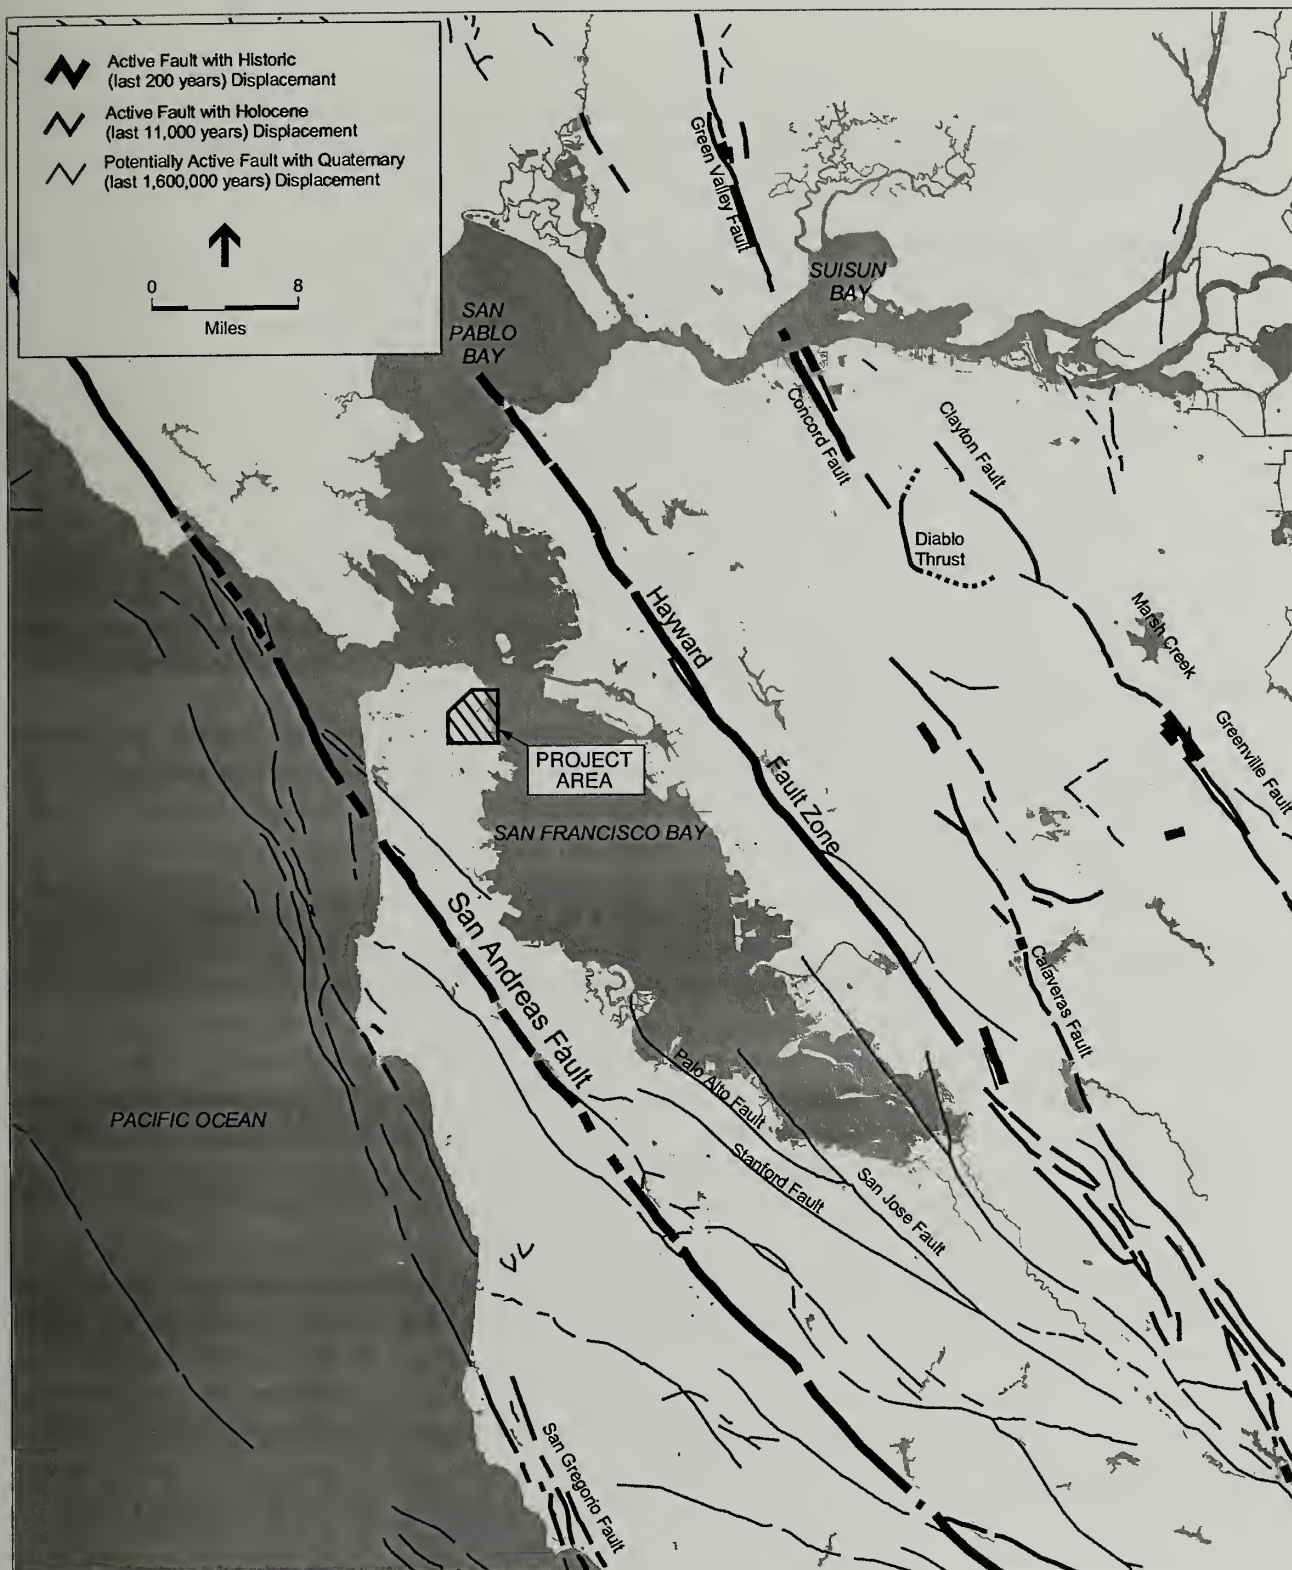 Active Fault with Historic
(last 200 years) Displacemant
Active Fault with Holocene
(last 11,000 years) Displacement
Potentially Active Fault with Quaternary
(last 1,600,000 years) Displacement
0 8
Miles
Green Valley Fault
SUISUN
BAY
SAN
PABLO
BAY
Concord Fault
Clayton Fault
Diablo
Thrust
Marsh Creek
Greenville Fault
Hayward
Fault Zone
PROJECT
AREA
SAN FRANCISCO BAY
San Andreas Fault
Calaveras Fault
Palo Alto Fault
Stanford Fault
San Jose Fault
PACIFIC OCEAN
San Gregorio Fault